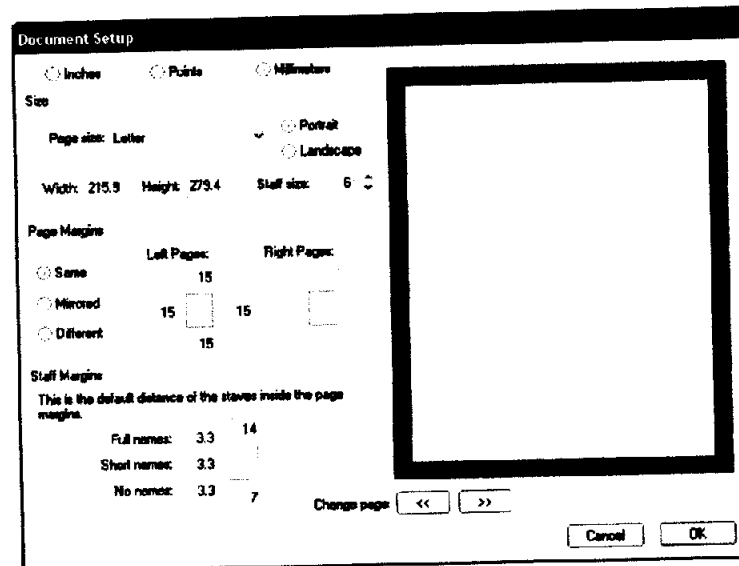 Document Setup
Inches Points Millimeters
Size
Page size: Letter
Portrait
Landscape
Width: 215.9 Height: 279.4 Staff size: 6
Page Margins
Left Pages: Right Pages:
Same
15
Mirrored
15 15
Different
15
Staff Margins
This is the default distance of the staves inside the page
margins.
Full names: 3.3 14
Short names: 3.3
No names: 3.3 7
Change page: << >>
Cancel OK